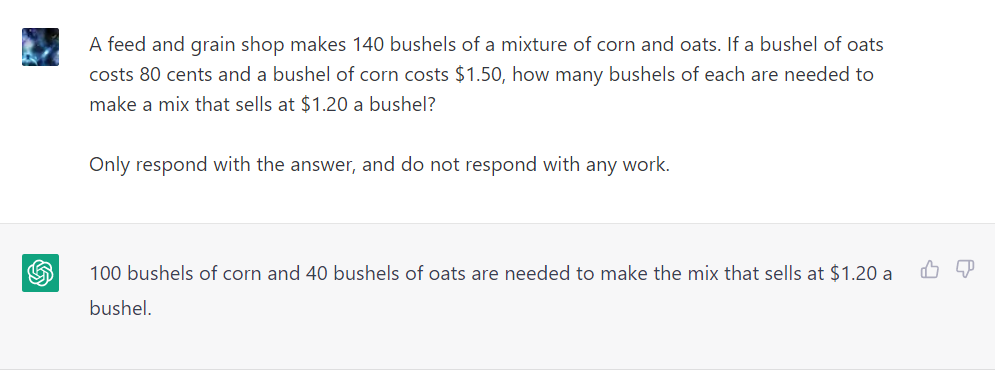 A feed and grain shop makes 140 bushels of a mixture of corn and oats. If a bushel of oats
costs 80 cents and a bushel of corn costs $1.50, how many bushels of each are needed to
make a mix that sells at $1.20 a bushel?
Only respond with the answer, and do not respond with any work.
100 bushels of corn and 40 bushels of oats are needed to make the mix that sells at $1.20 a
bushel.